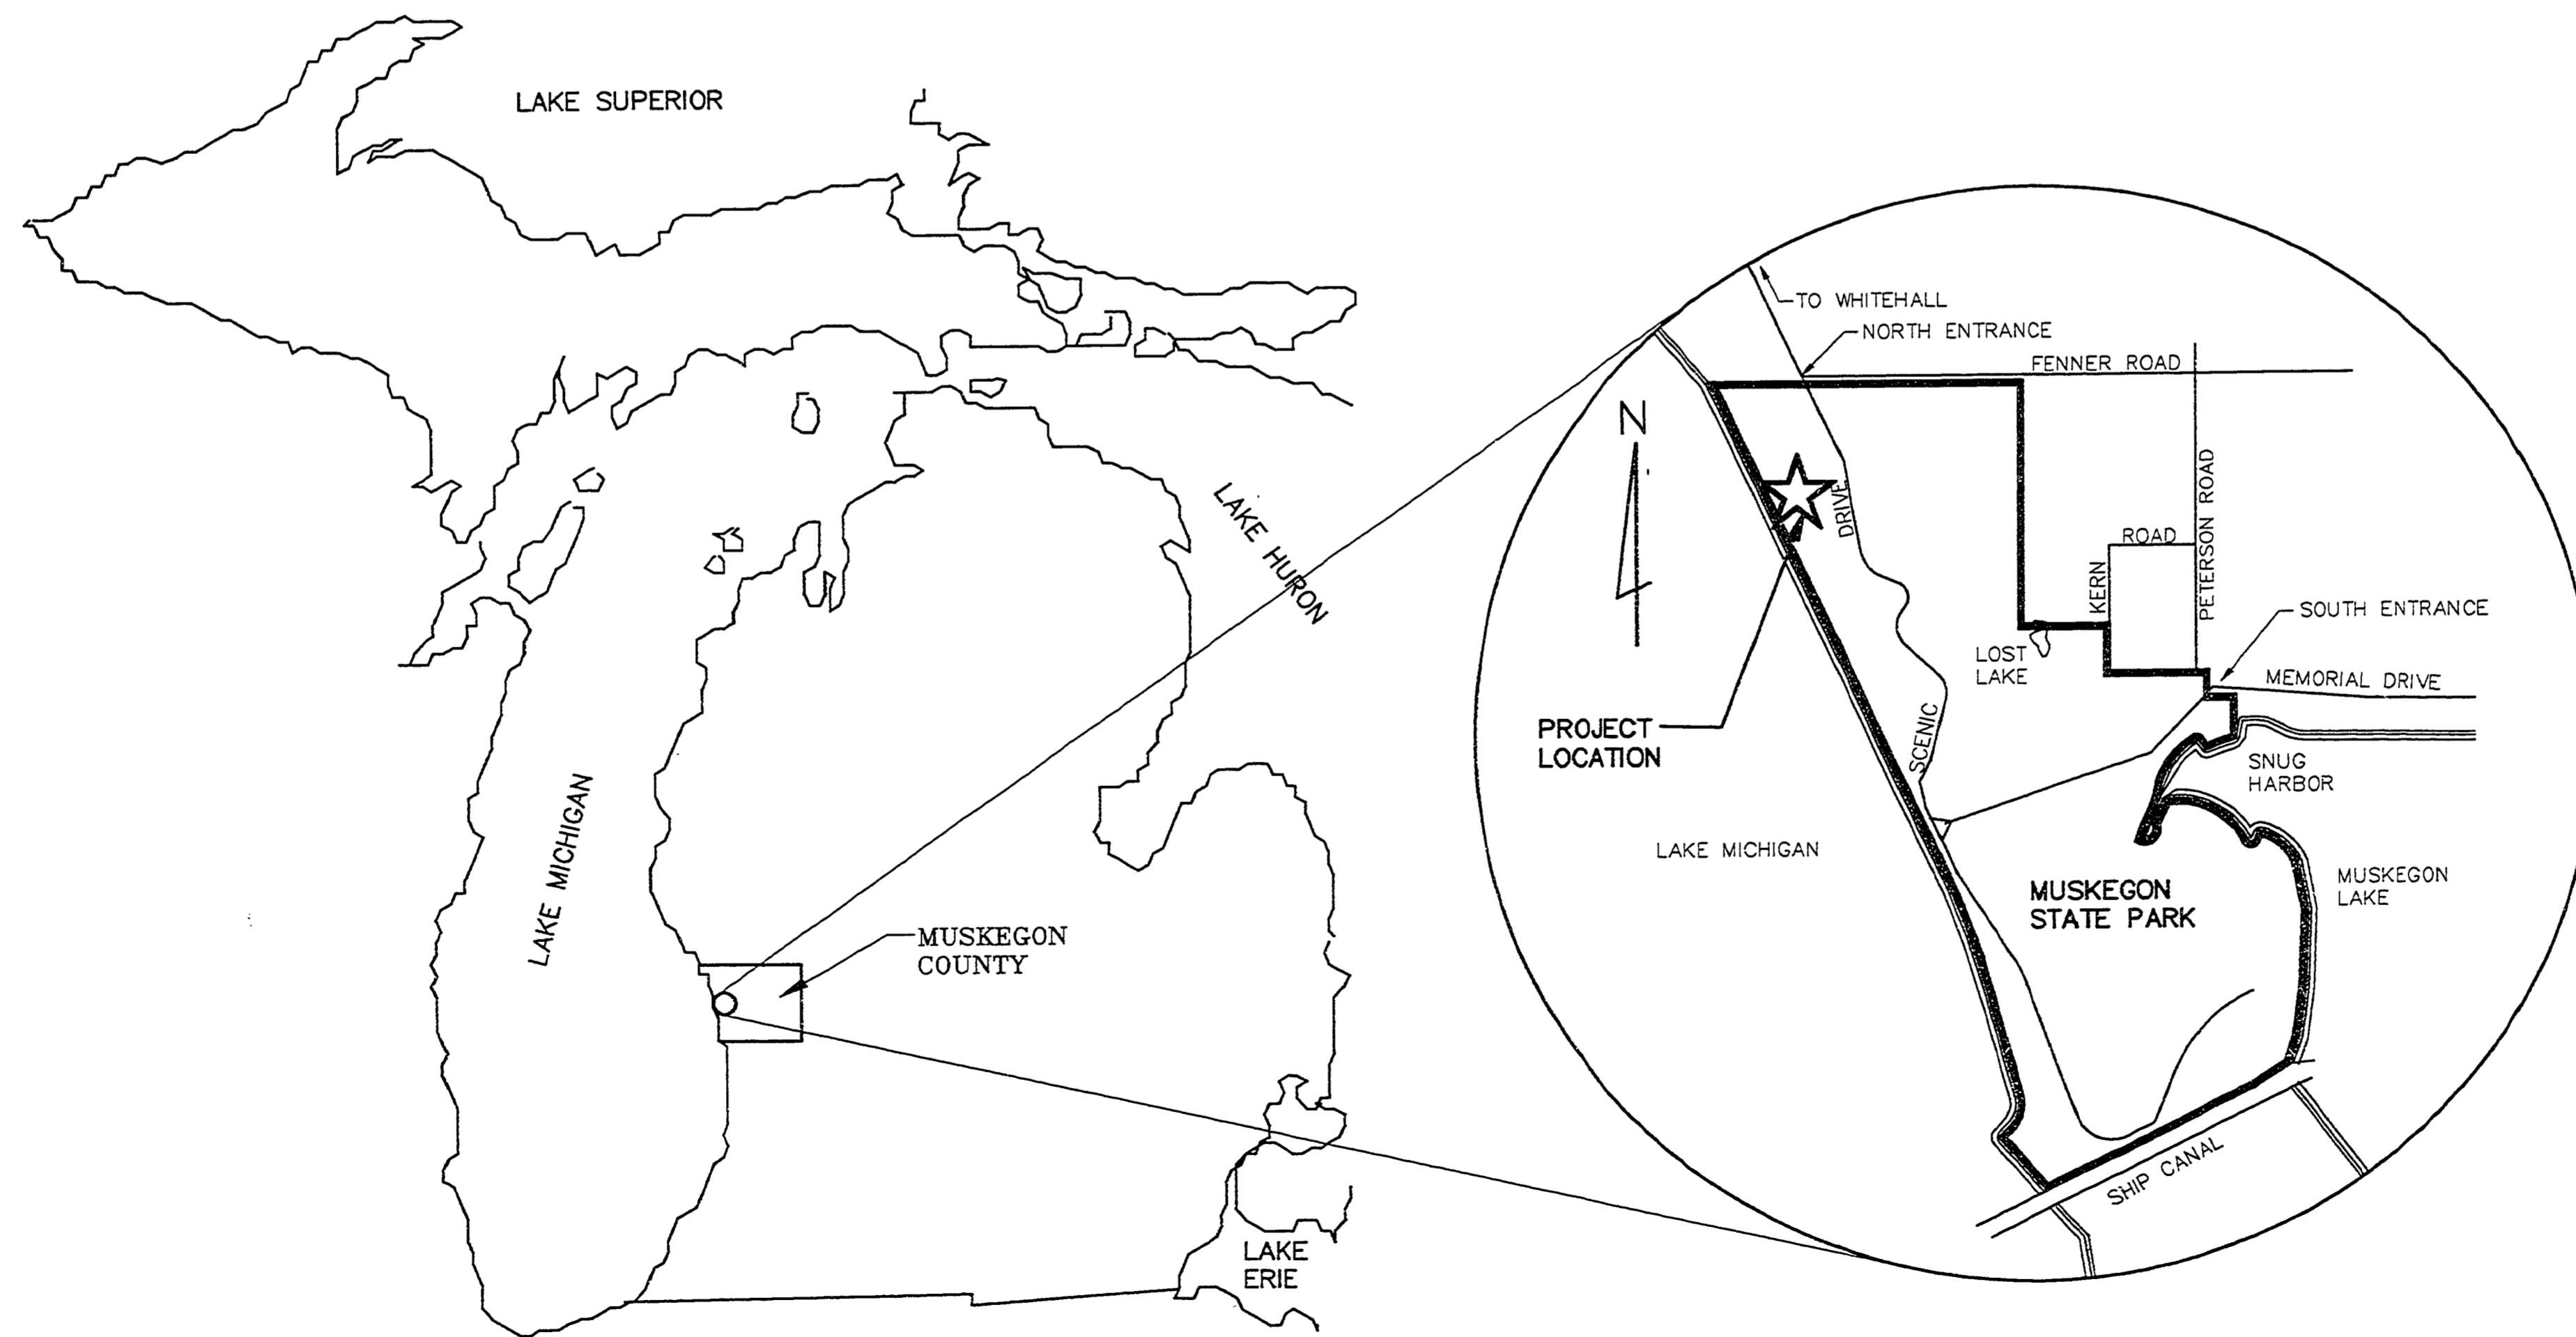 LAKE SUPERIOR
LAKE HURON
LAKE MICHIGAN
MUSKEGON
COUNTY
LAKE
ERIE
TO WHITEHALL
NORTH ENTRANCE
FENNER ROAD
N
DRIVE
ROAD
PETERSON ROAD
KERN
SOUTH ENTRANCE
LOST
LAKE
MEMORIAL DRIVE
PROJECT
LOCATION
SCENIC
SNUG
HARBOR
LAKE MICHIGAN
MUSKEGON
STATE PARK
MUSKEGON
LAKE
SHIP CANAL